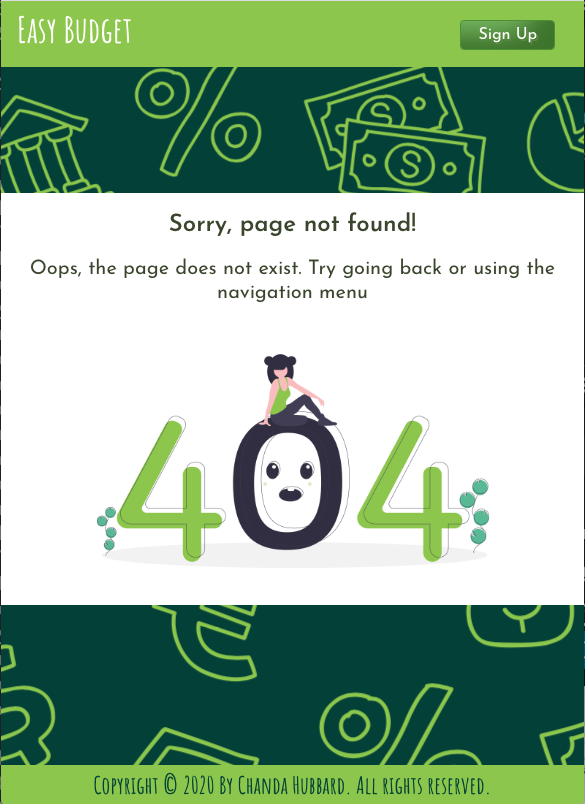 Easy Budget
Sign Up
Sorry, page not found!
Oops, the page does not exist. Try going back or using the
navigation menu
404
Copyright © 2020 By Chanda Hubbard. All rights reserved.